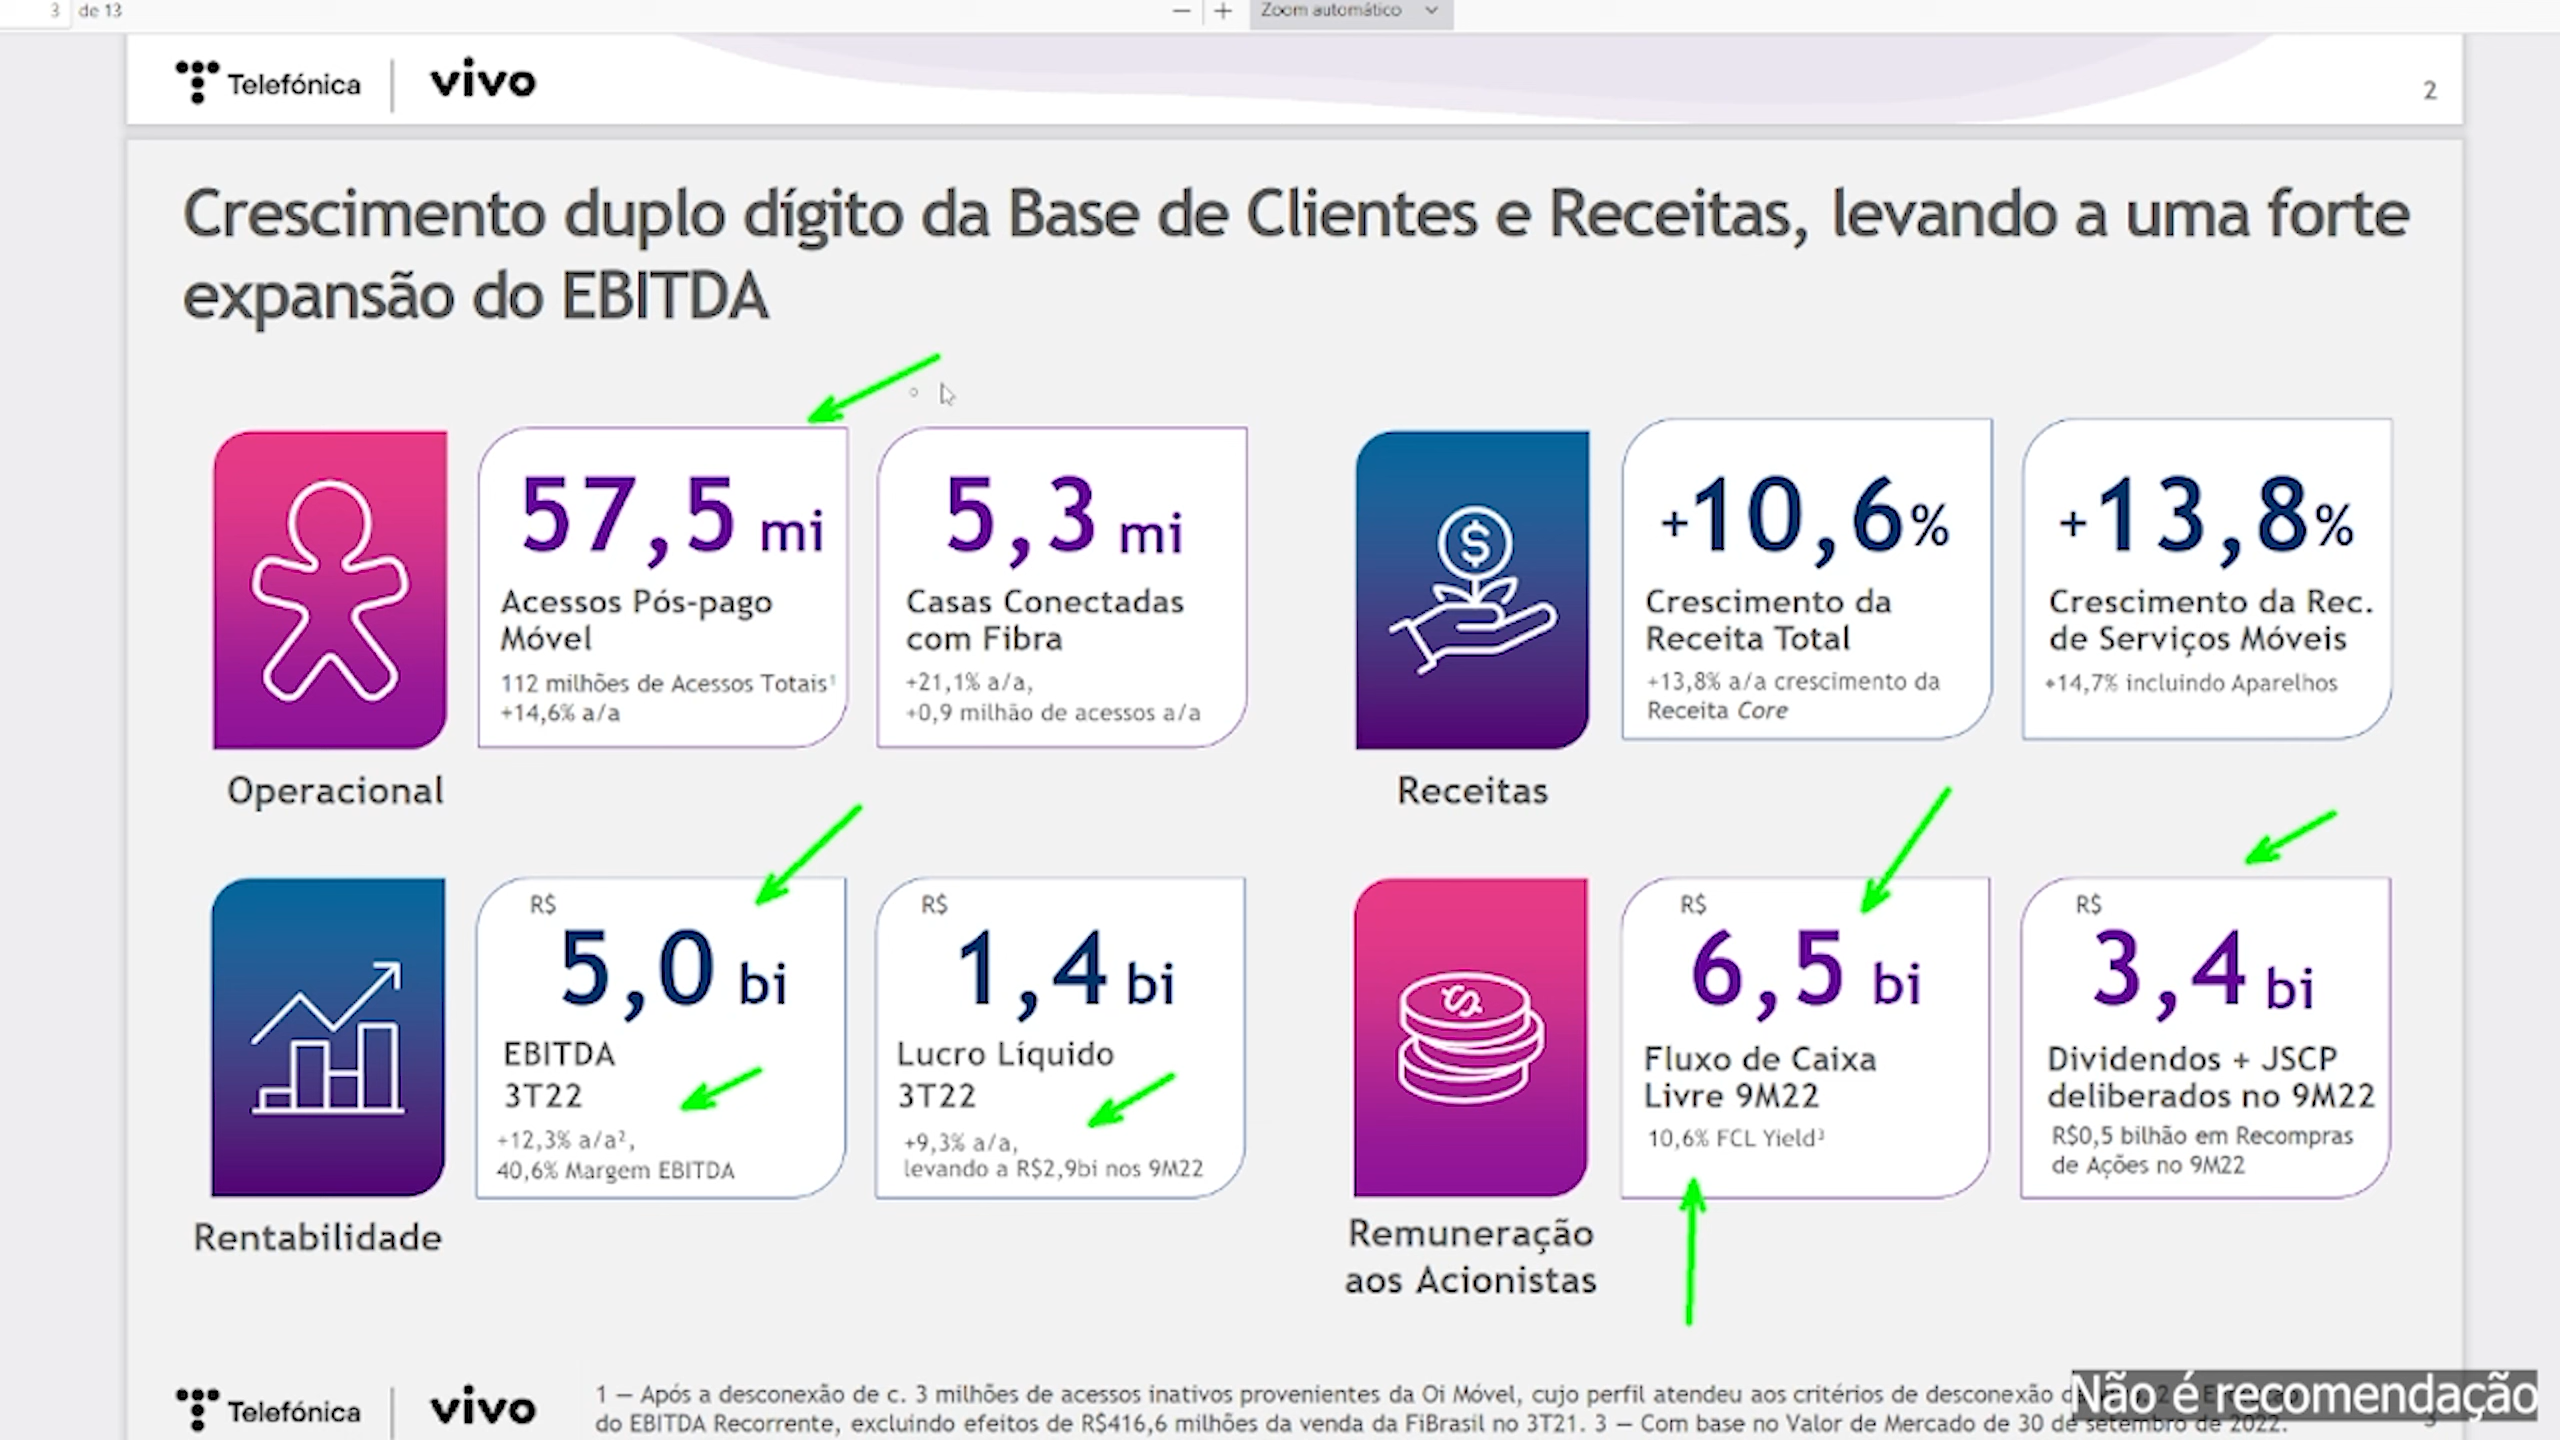 3 de 13
Zoom automático
Telefónica
vivo
2
Crescimento duplo dígito da Base de Clientes e Receitas, levando a uma forte
expansão do EBITDA
57,5 mi
Acessos Pós-pago
Móvel
112 milhões de Acessos Totais¹
+14,6% a/a
5,3 mi
Casas Conectadas
com Fibra
+21,1% a/a,
+0,9 milhão de acessos a/a
Operacional
+10,6%
Crescimento da
Receita Total
+13,8% a/a crescimento da
Receita Core
+13,8%
Crescimento da Rec.
de Serviços Móveis
+14,7% incluindo Aparelhos
Receitas
R$
5,0 bi
EBITDA
3T22
+12,3% a/a²,
40,6% Margem EBITDA
R$
1,4 bi
Lucro Líquido
3T22
+9,3% a/a,
levando a R$2,9bi nos 9M22
Rentabilidade
R$
6,5 bi
Fluxo de Caixa
Livre 9M22
10,6% FCL Yield³
R$
3,4 bi
Dividendos + JSCP
deliberados no 9M22
R$0,5 bilhão em Recompras
de Ações no 9M22
Remuneração
aos Acionistas
Telefónica
vivo
1 — Após a desconexão de c. 3 milhões de acessos inativos provenientes da Oi Móvel, cujo perfil atendeu aos critérios de desconexão
do EBITDA Recorrente, excluindo efeitos de R$416,6 milhões da venda da FiBrasil no 3T21. 3 — Com base no Valor de Mercado de 30 de setembro de 2022.
3
Não é recomendação